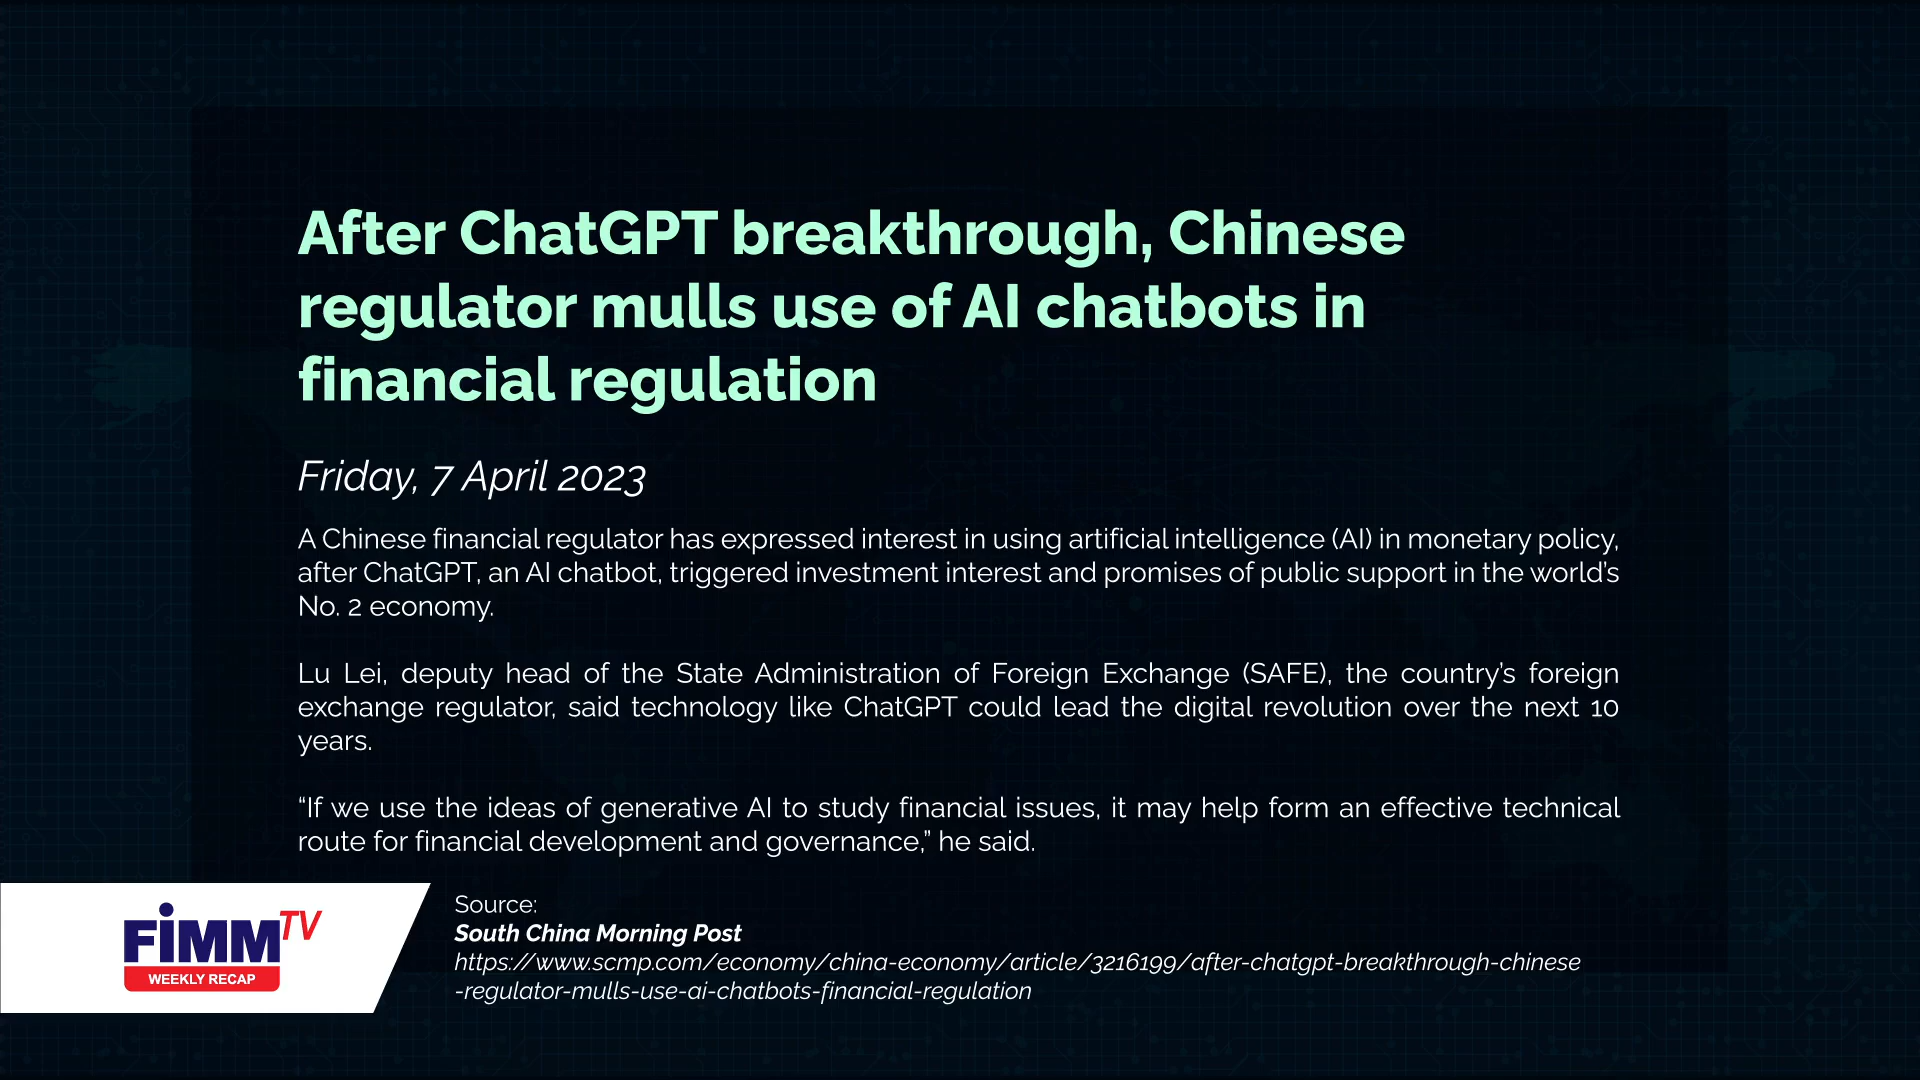 After ChatGPT breakthrough, Chinese
regulator mulls use of AI chatbots in
financial regulation
Friday, 7 April 2023
A Chinese financial regulator has expressed interest in using artificial intelligence (AI) in monetary policy,
after ChatGPT, an AI chatbot, triggered investment interest and promises of public support in the world’s
No. 2 economy.
Lu Lei, deputy head of the State Administration of Foreign Exchange (SAFE), the country’s foreign
exchange regulator, said technology like ChatGPT could lead the digital revolution over the next 10
years.
“If we use the ideas of generative AI to study financial issues, it may help form an effective technical
route for financial development and governance,” he said.
FiMM TV
WEEKLY RECAP
Source:
South China Morning Post
https://www.scmp.com/economy/china-economy/article/3216199/after-chatgpt-breakthrough-chinese
-regulator-mulls-use-ai-chatbots-financial-regulation